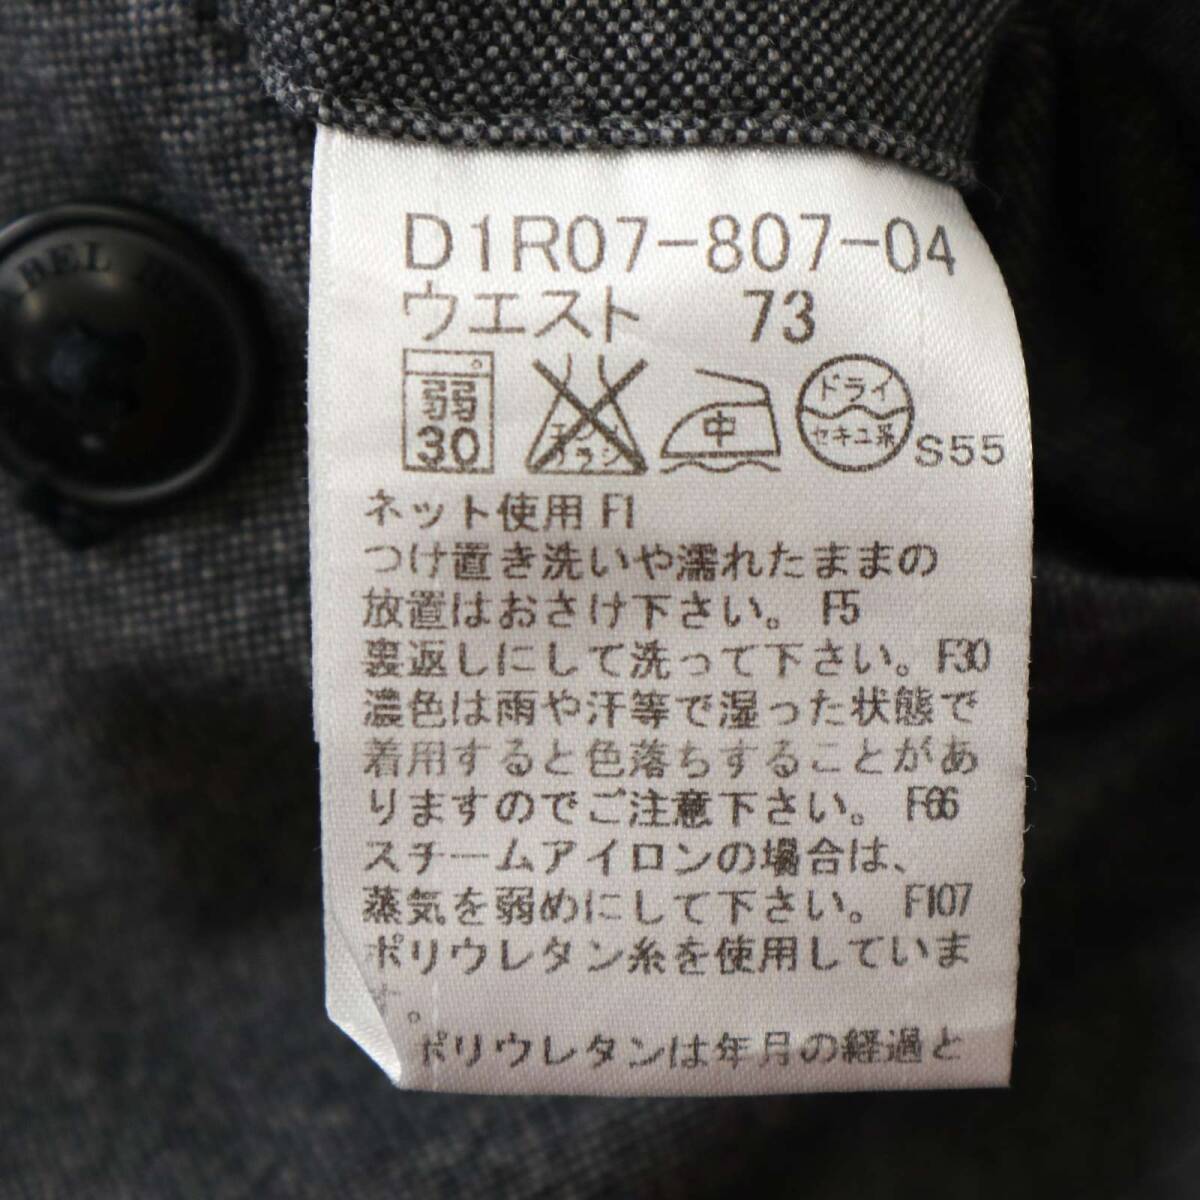 D1R07-807-04
ウエスト 73
弱
30
エンソ
フラシ
中
ドライ
セキユ系
S55
ネット使用 F1
つけ置き洗いや濡れたままの
放置はおさけ下さい。 F5
裏返しにして洗って下さい。 F30
濃色は雨や汗等で湿った状態で
着用すると色落ちすることがあ
りますのでご注意下さい。 F66
スチームアイロンの場合は、
蒸気を弱めにして下さい。 F107
ポリウレタン糸を使用していま
す。
ポリウレタンは年月の経過と
BEL